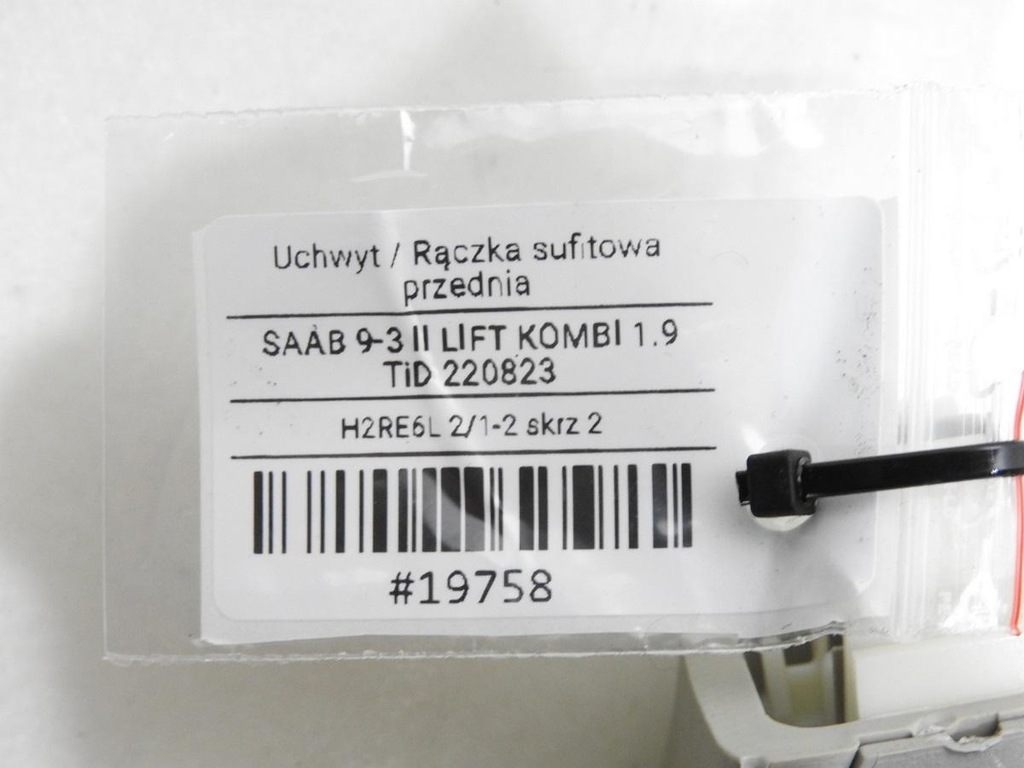 Uchwyt / Rączka sufitowa
przednia
SAAB 9-3 II LIFT KOMBI 1.9
TiD 220823
H2RE6L 2/1-2 skrz 2
#19758